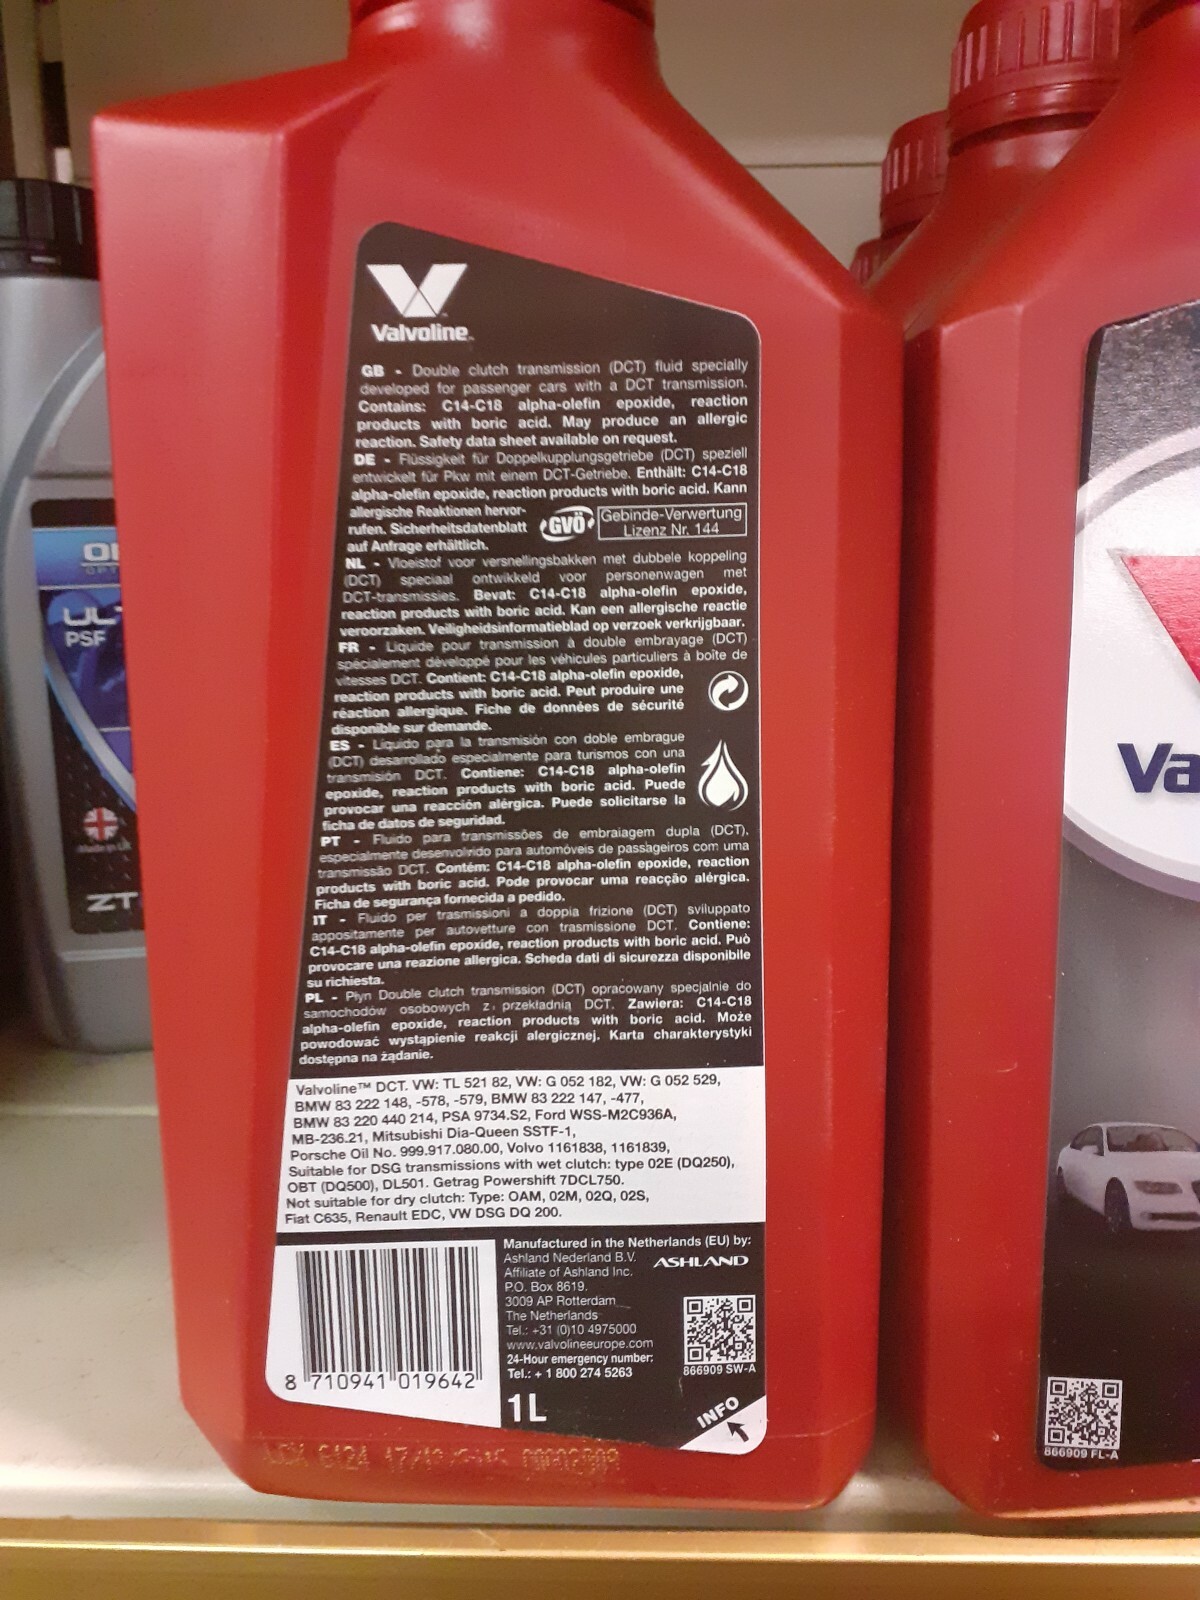 Valvoline™
GB - Double clutch transmission (DCT) fluid specially
developed for passenger cars with a DCT transmission.
Contains: C14-C18 alpha-olefin epoxide, reaction
products with boric acid. May produce an allergic
reaction. Safety data sheet available on request.
DE - Flüssigkeit für Doppelkupplungsgetriebe (DCT) speziell
entwickelt für Pkw mit einem DCT-Getriebe. Enthält: C14-C18
alpha-olefin epoxide, reaction products with boric acid. Kann
allergische Reaktionen hervor-
rufen. Sicherheitsdatenblatt
auf Anfrage erhältlich.
GVÖ
Gebinde-Verwertung
Lizenz Nr. 144
NL - Vloeistof voor versnellingsbakken met dubbele koppeling
(DCT) speciaal ontwikkeld voor personenwagen met
DCT-transmissies. Bevat: C14-C18 alpha-olefin epoxide,
reaction products with boric acid. Kan een allergische reactie
veroorzaken. Veiligheidsinformatieblad op verzoek verkrijgbaar.
FR - Liquide pour transmission à double embrayage (DCT)
spécialement développé pour les véhicules particuliers à boîte de
vitesses DCT. Contient: C14-C18 alpha-olefin epoxide,
reaction products with boric acid. Peut produire une
réaction allergique. Fiche de données de sécurité
disponible sur demande.
ES - Líquido para la transmisión con doble embrague
(DCT) desarrollado especialmente para turismos con una
transmisión DCT. Contiene: C14-C18 alpha-olefin
epoxide, reaction products with boric acid. Puede
provocar una reacción alérgica. Puede solicitarse la
ficha de datos de seguridad.
PT - Fluido para transmissões de embraiagem dupla (DCT),
especialmente desenvolvido para automóveis de passageiros com uma
transmissão DCT. Contém: C14-C18 alpha-olefin epoxide, reaction
products with boric acid. Pode provocar uma reacção alérgica.
Ficha de segurança fornecida a pedido.
IT - Fluido per trasmissioni a doppia frizione (DCT) sviluppato
appositamente per autovetture con trasmissione DCT. Contiene:
C14-C18 alpha-olefin epoxide, reaction products with boric acid. Può
provocare una reazione allergica. Scheda dati di sicurezza disponibile
su richiesta.
PL - Płyn Double clutch transmission (DCT) opracowany specjalnie do
samochodów osobowych z przekładnią DCT. Zawiera: C14-C18
alpha-olefin epoxide, reaction products with boric acid. Może
powodować wystąpienie reakcji alergicznej. Karta charakterystyki
dostępna na żądanie.
Valvoline™ DCT. VW: TL 521 82, VW: G 052 182, VW: G 052 529,
BMW 83 222 148, -578, -579, BMW 83 222 147, -477,
BMW 83 220 440 214, PSA 9734.S2, Ford WSS-M2C936A,
MB-236.21, Mitsubishi Dia-Queen SSTF-1,
Porsche Oil No. 999.917.080.00, Volvo 1161838, 1161839,
Suitable for DSG transmissions with wet clutch: type 02E (DQ250),
OBT (DQ500), DL501. Getrag Powershift 7DCL750.
Not suitable for dry clutch: Type: OAM, 02M, 02Q, 02S,
Fiat C635, Renault EDC, VW DSG DQ 200.
8 710941 019642
Manufactured in the Netherlands (EU) by:
Ashland Nederland B.V.
Affiliate of Ashland Inc.
P.O. Box 8619.
3009 AP Rotterdam
The Netherlands
Tel.: +31 (0)10 4975000
www.valvolineeurope.com
24-Hour emergency number:
Tel.: + 1 800 274 5263
ASHLAND
866909 SW-A
1L
INFO
UL
PSF
ZT
Va
866909 FL-A